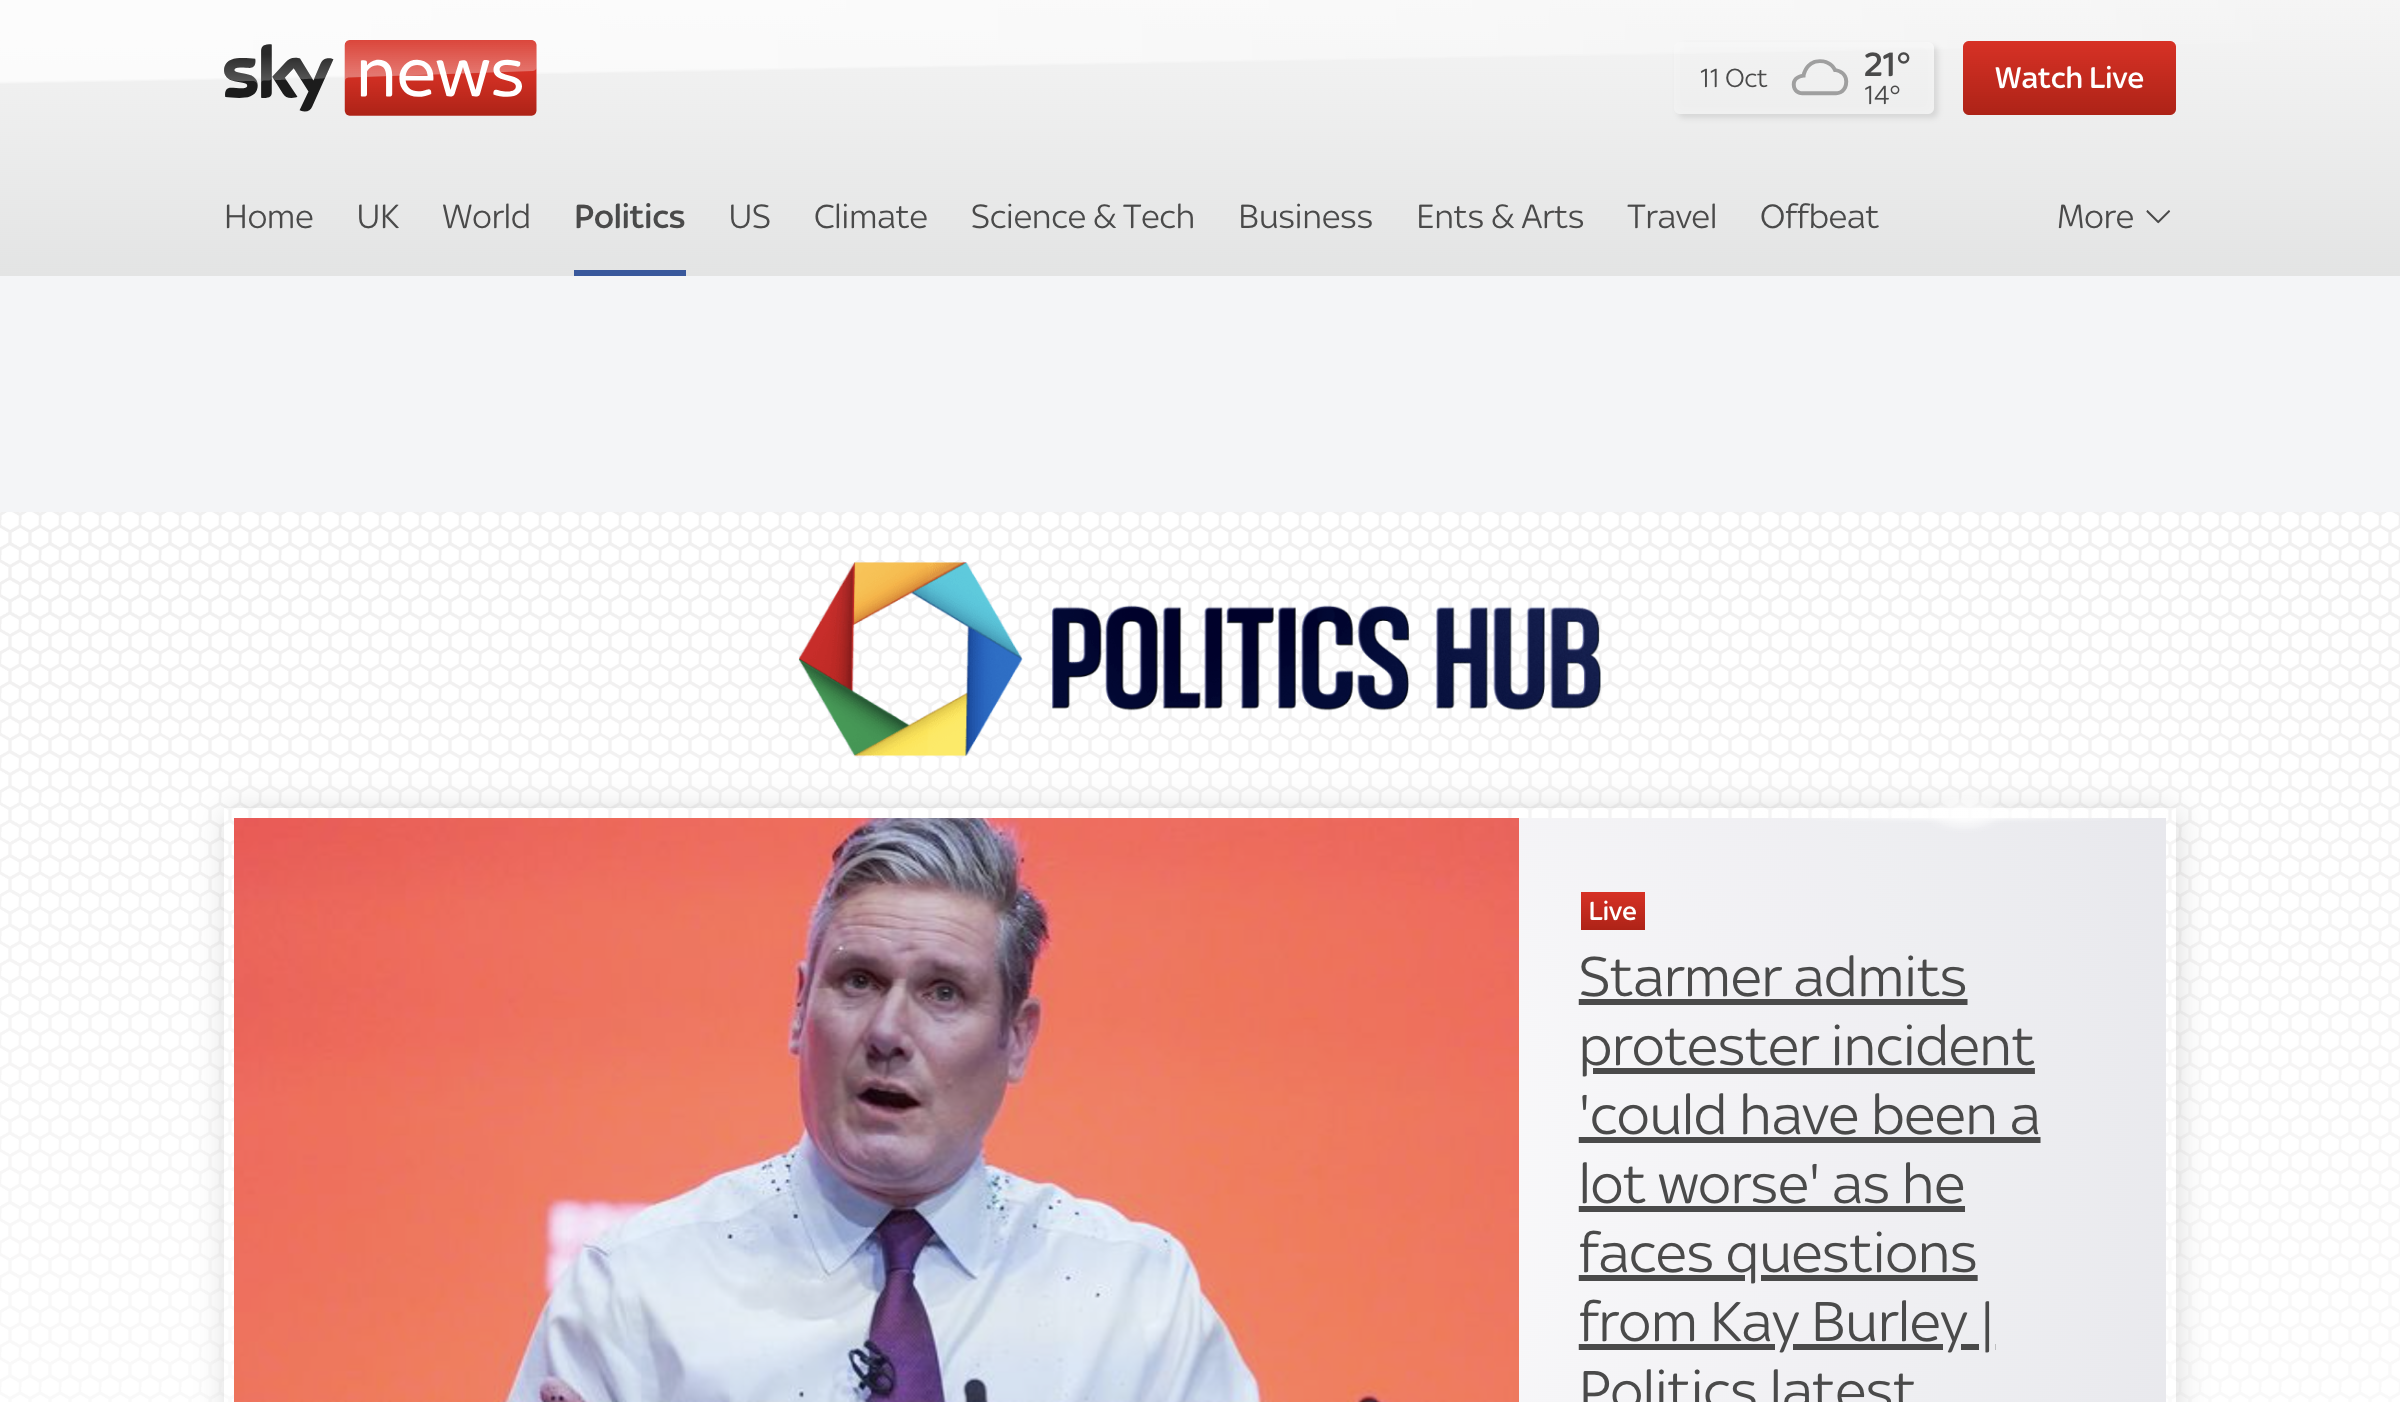 sky news
11 Oct
21°
14°
Watch Live
Home UK World Politics US Climate Science & Tech Business Ents & Arts Travel Offbeat More
POLITICS HUB
Live
Starmer admits
protester incident
'could have been a
lot worse' as he
faces questions
from Kay Burley |
Politics latest